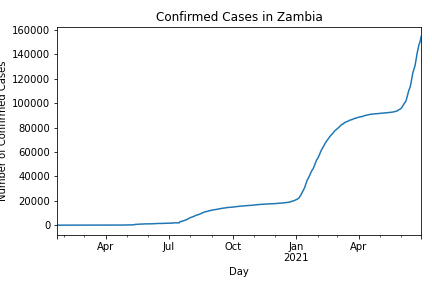 Confirmed Cases in Zambia
Number of Confirmed Cases
160000
140000
120000
100000
80000
60000
40000
20000
0
Apr
Jul
Oct
Jan
2021
Apr
Day